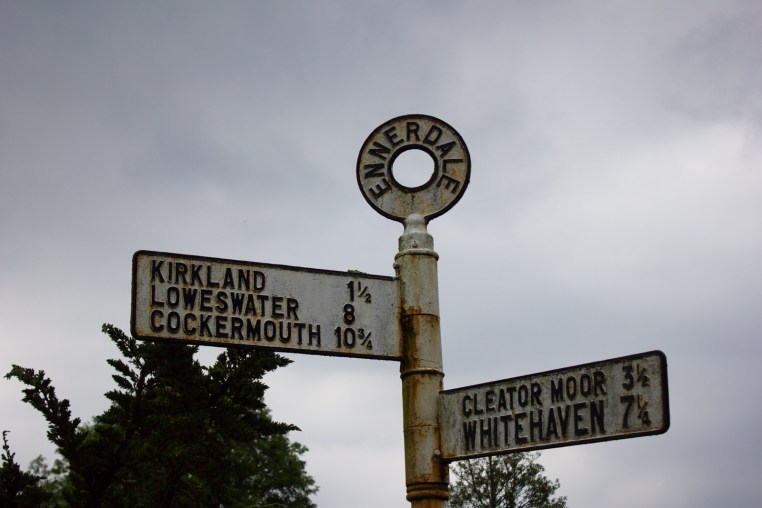 ENNERDALE
KIRKLAND 1½
LOWESWATER 8
COCKERMOUTH 10¾
CLEATOR MOOR 3½
WHITEHAVEN 7¼